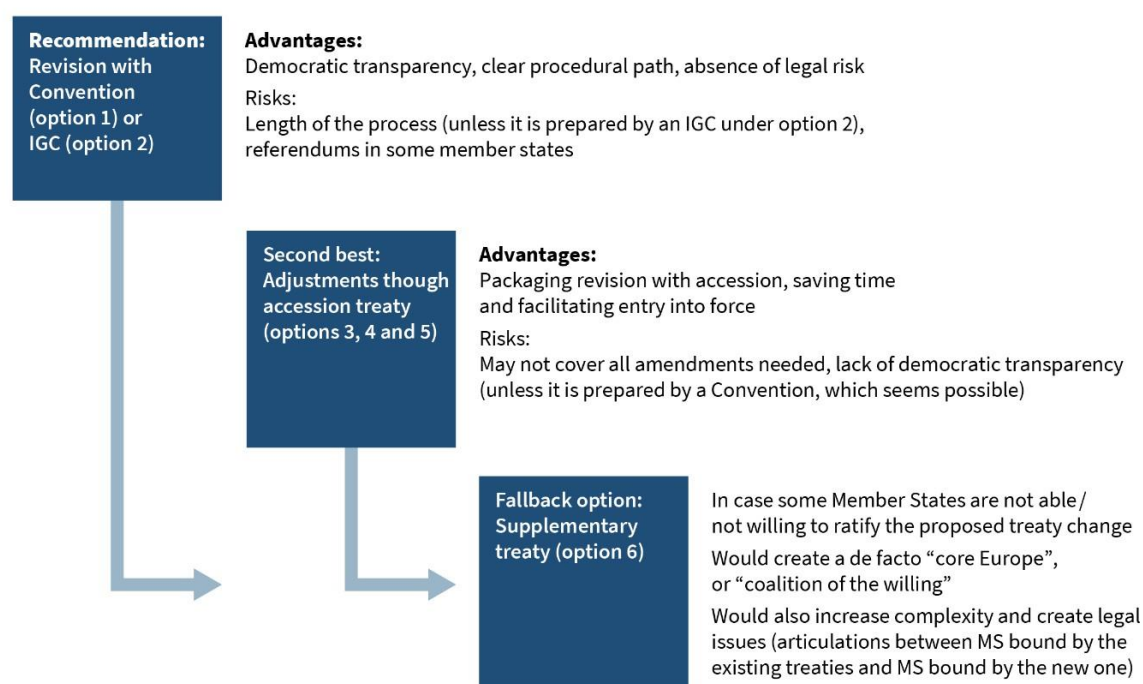 Recommendation:
Revision with
Convention
(option 1) or
IGC (option 2)
Advantages:
Democratic transparency, clear procedural path, absence of legal risk
Risks:
Length of the process (unless it is prepared by an IGC under option 2),
referendums in some member states
Second best:
Adjustments though
accession treaty
(options 3, 4 and 5)
Advantages:
Packaging revision with accession, saving time
and facilitating entry into force
Risks:
May not cover all amendments needed, lack of democratic transparency
(unless it is prepared by a Convention, which seems possible)
Fallback option:
Supplementary
treaty (option 6)
In case some Member States are not able /
not willing to ratify the proposed treaty change
Would create a de facto “core Europe”,
or “coalition of the willing”
Would also increase complexity and create legal
issues (articulations between MS bound by the
existing treaties and MS bound by the new one)